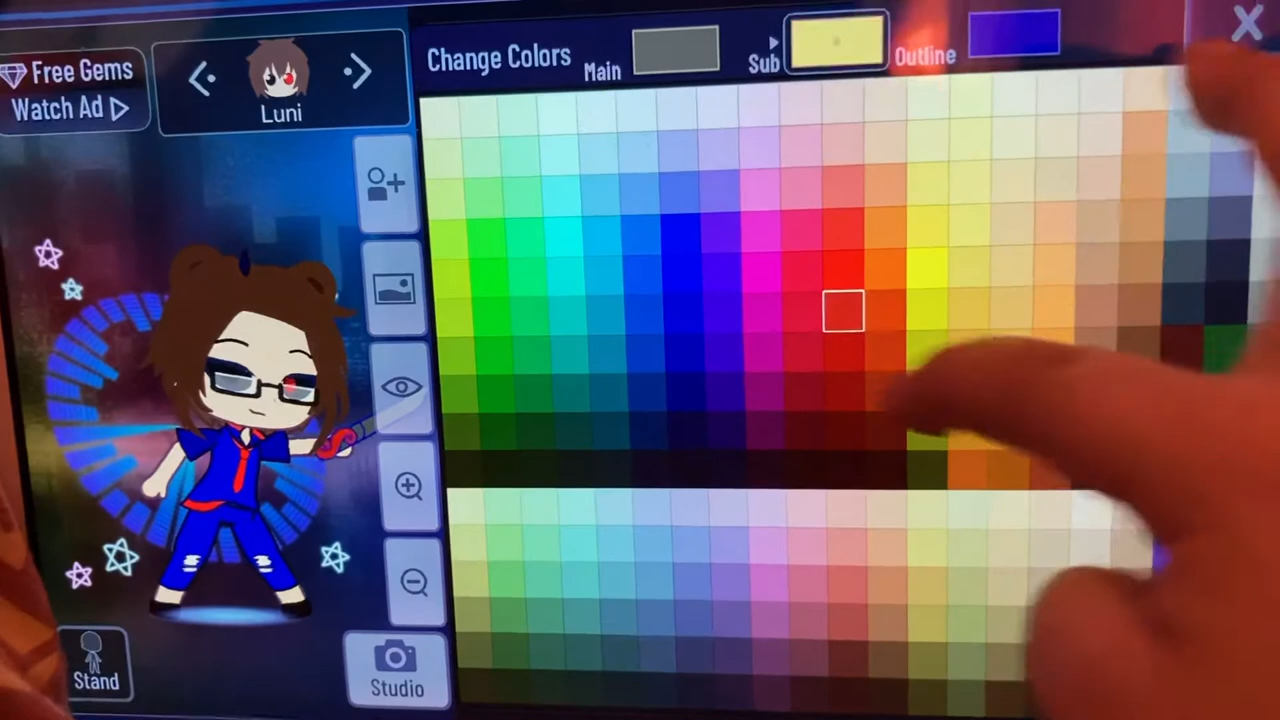 Free Gems
Watch Ad
Luni
Change Colors
Main
Sub
Outline
X
Stand
Studio